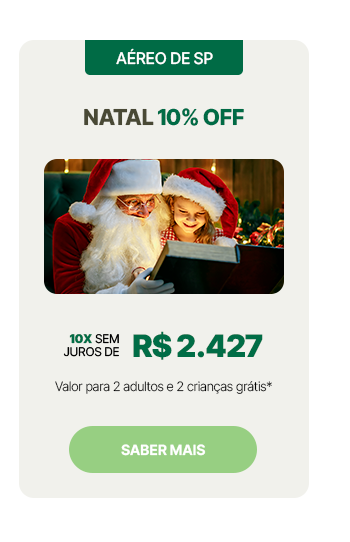 AÉREO DE SP
NATAL 10% OFF
10X SEM
JUROS DE
R$ 2.427
Valor para 2 adultos e 2 crianças grátis*
SABER MAIS